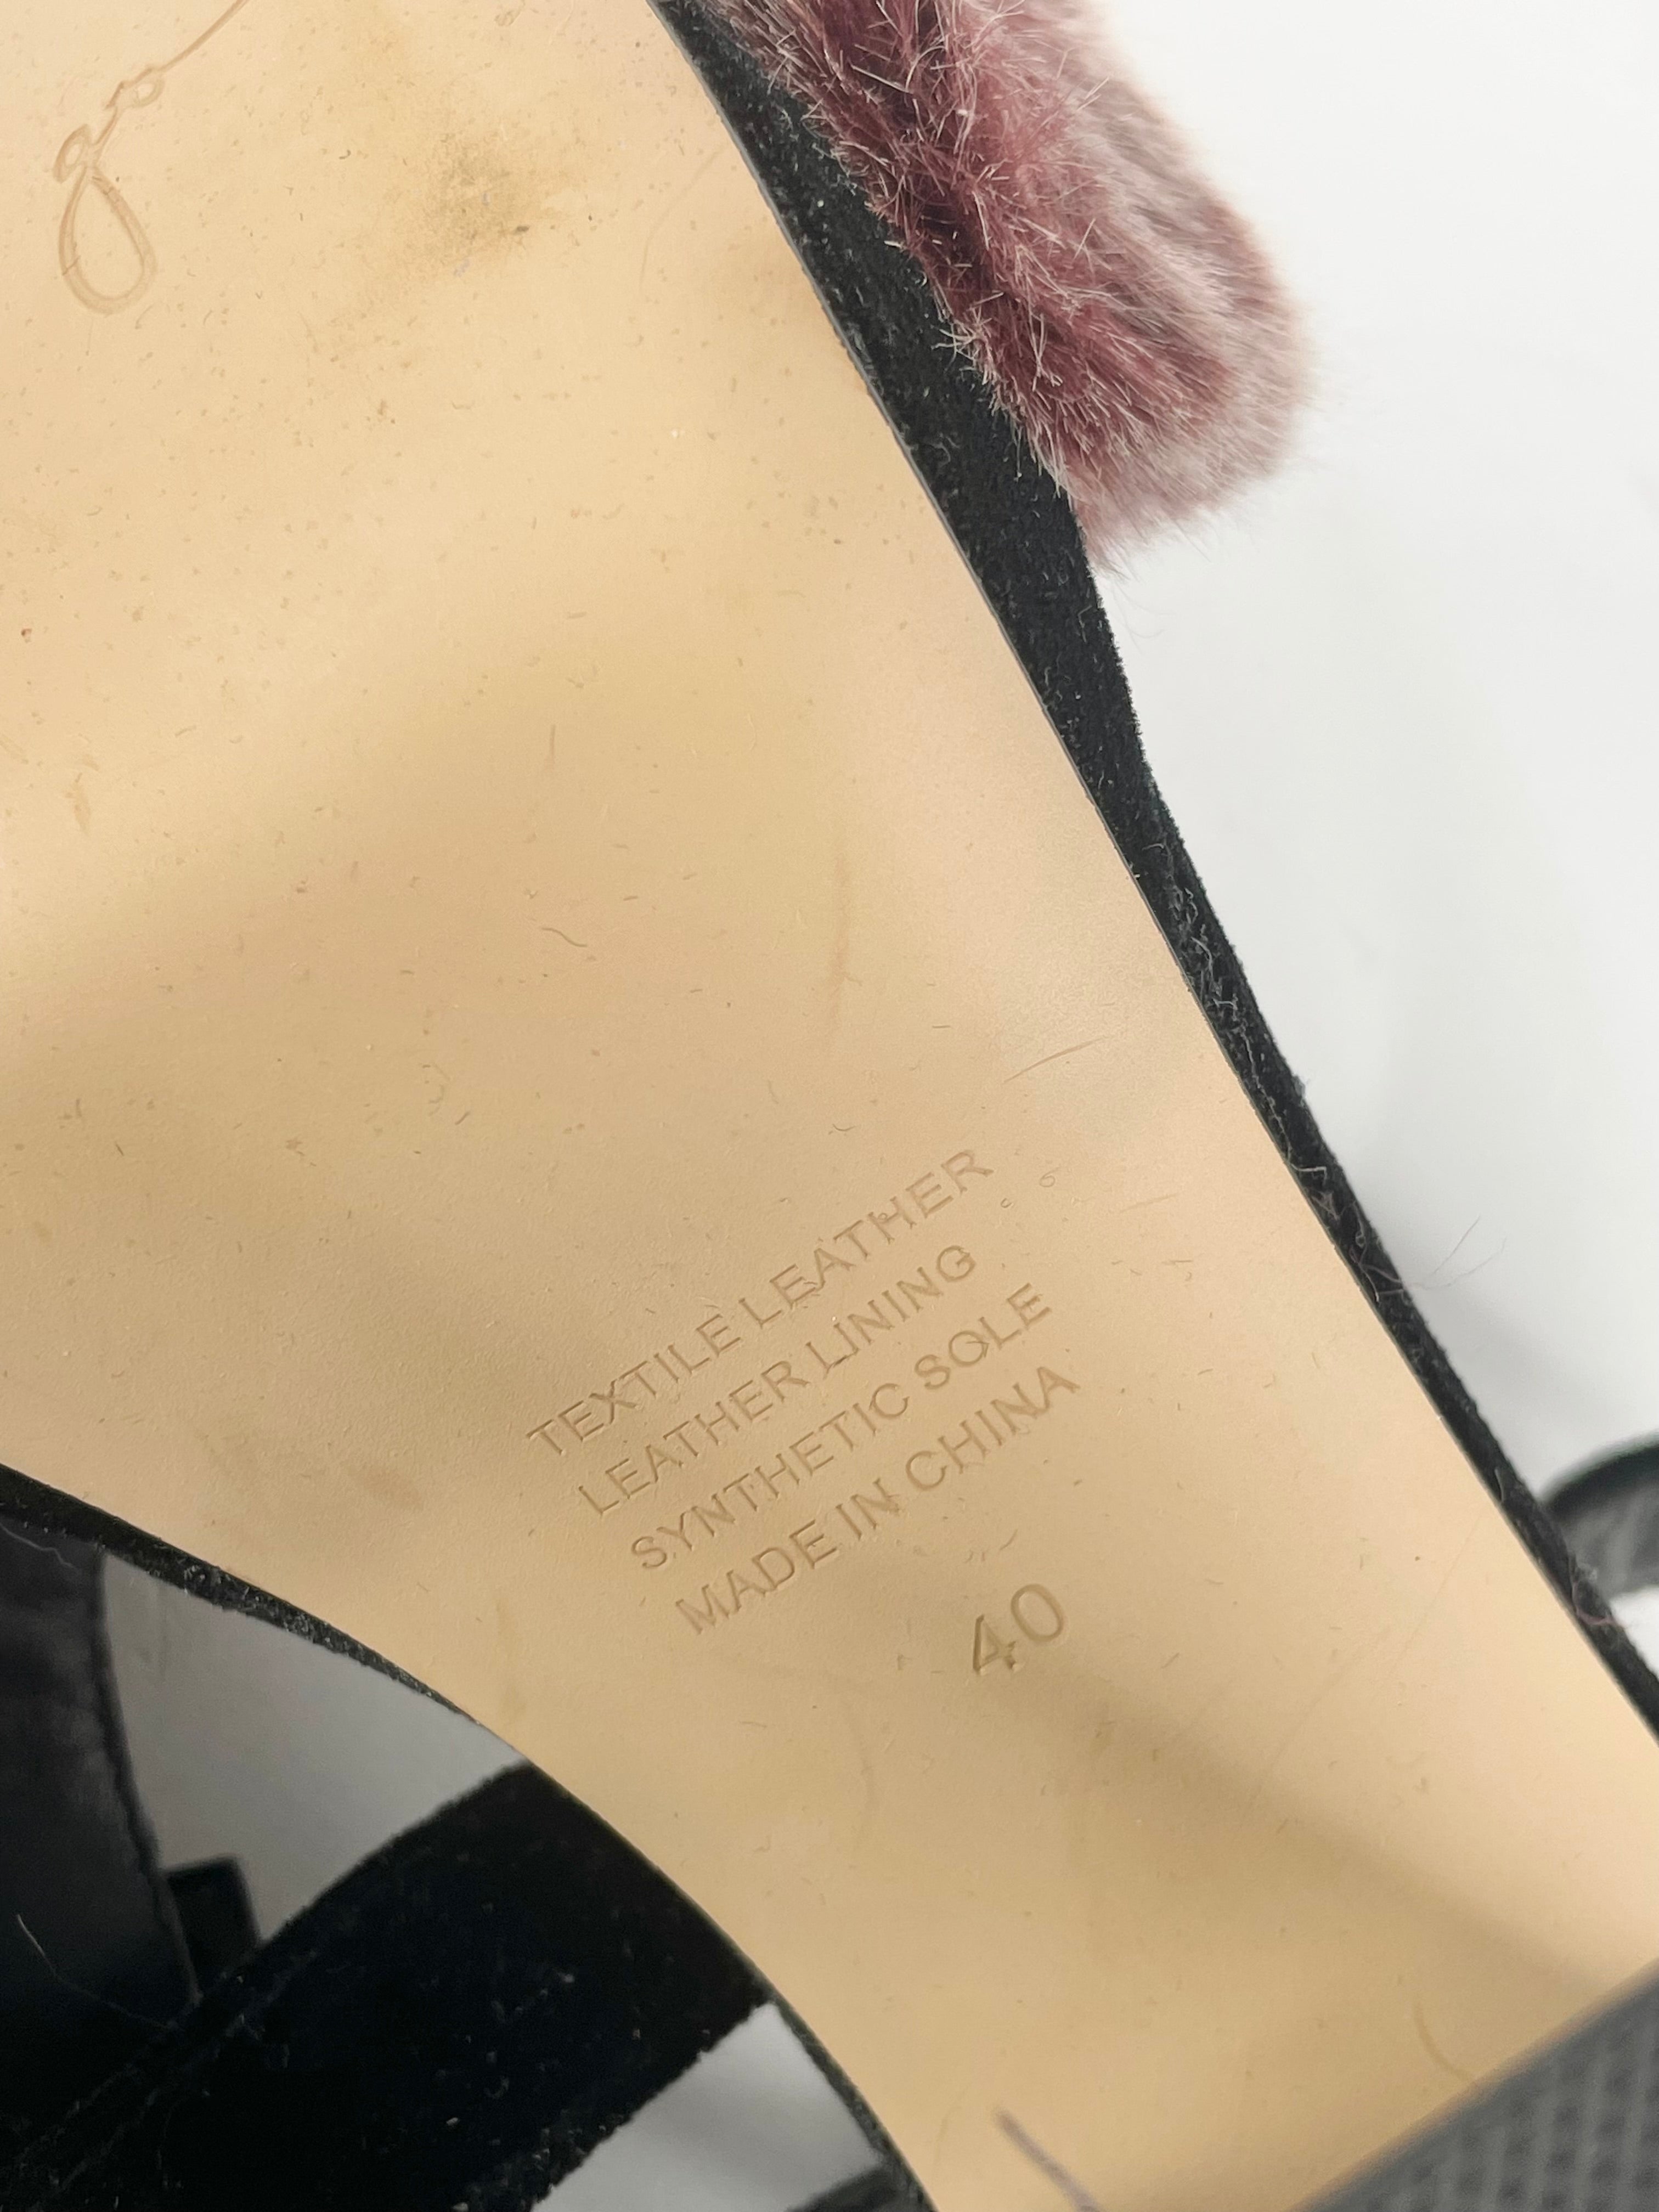 TEXTILE LEATHER
LEATHER LINING
SYNTHETIC SOLE
MADE IN CHINA
40